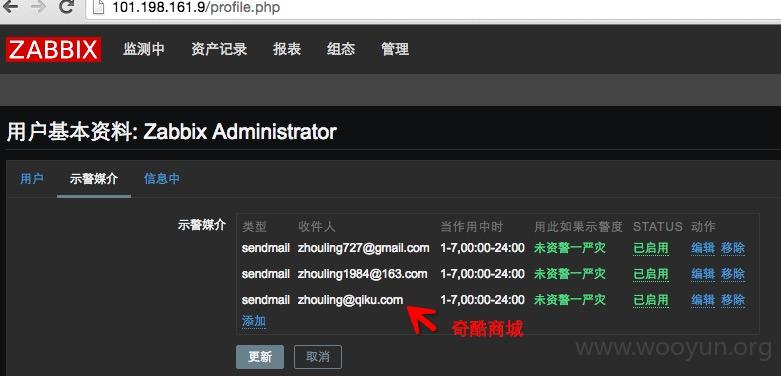 101.198.161.9/profile.php
ZABBIX 监测中 资产记录 报表 组态 管理
用户基本资料: Zabbix Administrator
用户 示警媒介 信息中
示警媒介 类型 收件人 当作用中时 用此如果示警度 STATUS 动作
sendmail zhouling727@gmail.com 1-7,00:00-24:00 未资警一严灾 已启用 编辑 移除
sendmail zhouling1984@163.com 1-7,00:00-24:00 未资警一严灾 已启用 编辑 移除
sendmail zhouling@qiku.com 1-7,00:00-24:00 未资警一严灾 已启用 编辑 移除
添加
奇酷商城
更新 取消
www.wooyun.org